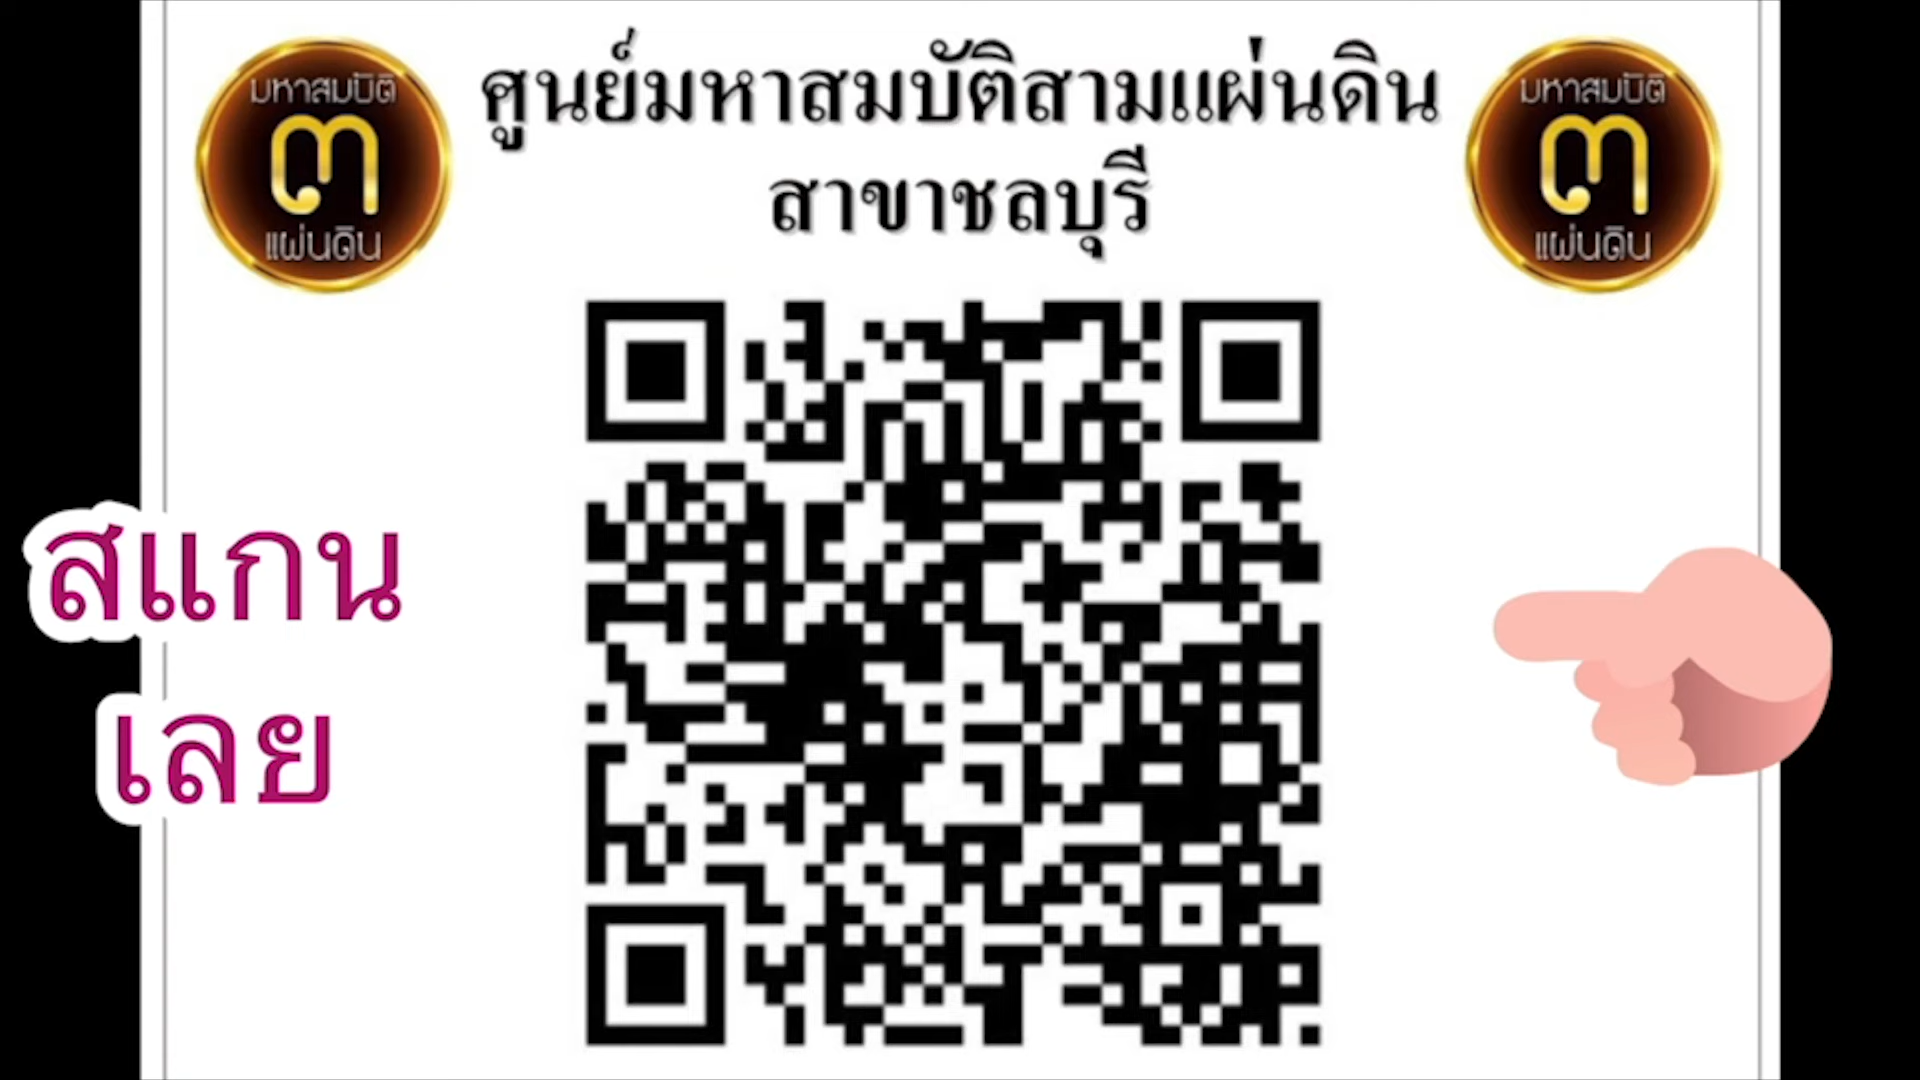 มหาสมบัติ
๓
แผ่นดิน
ศูนย์มหาสมบัติสามแผ่นดิน
สาขาชลบุรี
มหาสมบัติ
๓
แผ่นดิน
สแกน
เลย